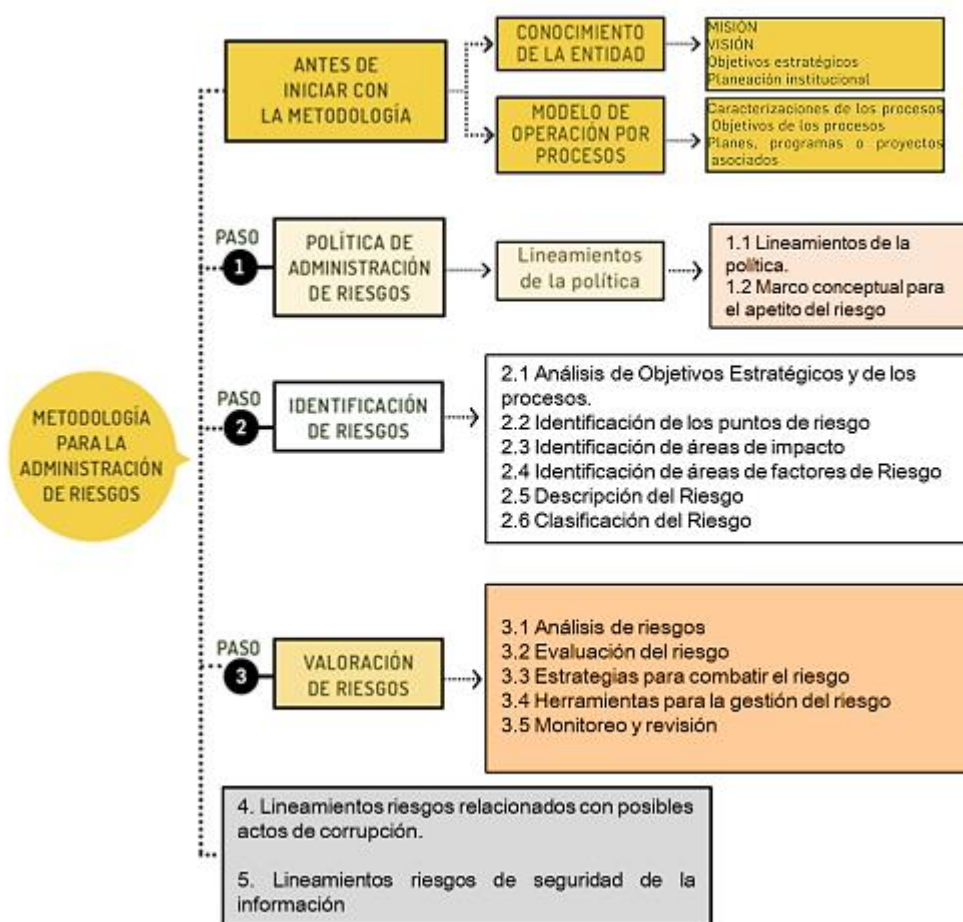 METODOLOGÍA
PARA LA
ADMINISTRACIÓN
DE RIESGOS
ANTES DE
INICIAR CON
LA METODOLOGÍA
CONOCIMIENTO
DE LA ENTIDAD
MISIÓN
VISIÓN
Objetivos estratégicos
Planeación institucional
MODELO DE
OPERACIÓN POR
PROCESOS
Caracterizaciones de los procesos
Objetivos de los procesos
Planes, programas o proyectos
asociados
PASO
1
POLÍTICA DE
ADMINISTRACIÓN
DE RIESGOS
Lineamientos
de la política
1.1 Lineamientos de la
política.
1.2 Marco conceptual para
el apetito del riesgo
PASO
2
IDENTIFICACIÓN
DE RIESGOS
2.1 Análisis de Objetivos Estratégicos y de los
procesos.
2.2 Identificación de los puntos de riesgo
2.3 Identificación de áreas de impacto
2.4 Identificación de áreas de factores de Riesgo
2.5 Descripción del Riesgo
2.6 Clasificación del Riesgo
PASO
3
VALORACIÓN
DE RIESGOS
3.1 Análisis de riesgos
3.2 Evaluación del riesgo
3.3 Estrategias para combatir el riesgo
3.4 Herramientas para la gestión del riesgo
3.5 Monitoreo y revisión
4. Lineamientos riesgos relacionados con posibles
actos de corrupción.
5. Lineamientos riesgos de seguridad de la
información